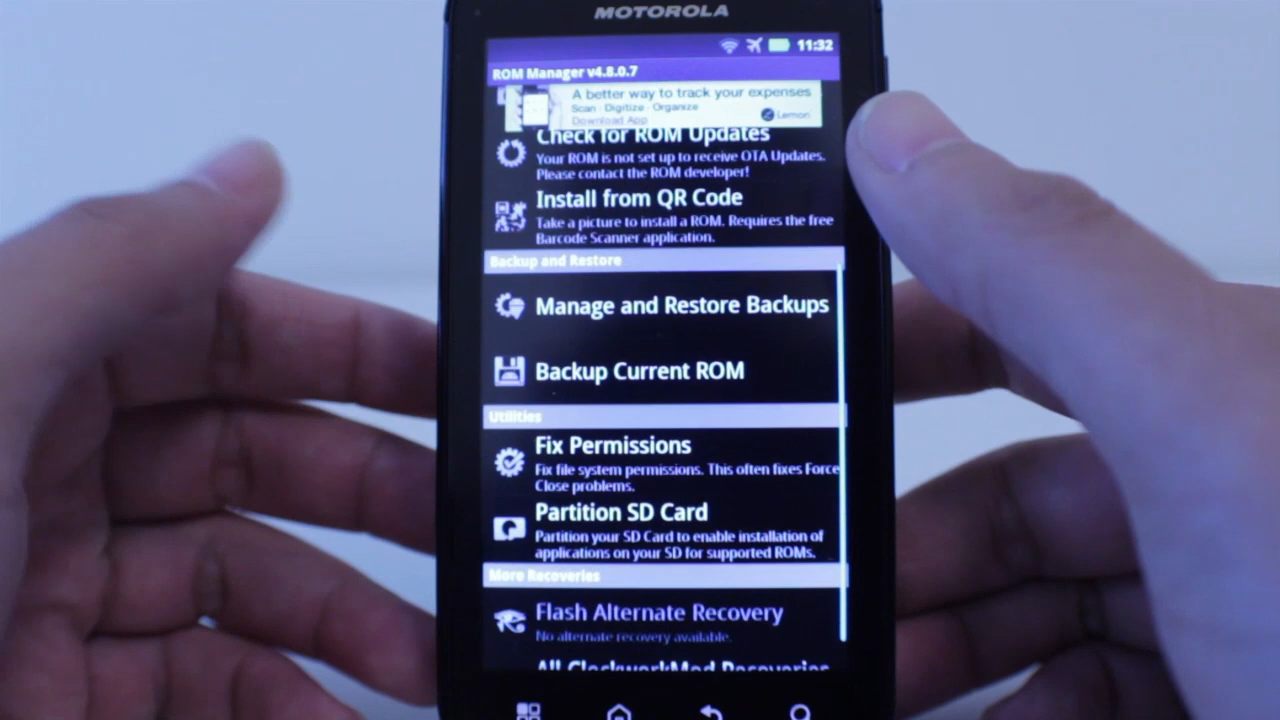 MOTOROLA
11:32
ROM Manager v4.8.0.7
A better way to track your expenses
Scan · Digitize · Organize
Download App
Lemon
Check for ROM Updates
Your ROM is not set up to receive OTA Updates.
Please contact the ROM developer!
Install from QR Code
Take a picture to install a ROM. Requires the free
Barcode Scanner application.
Backup and Restore
Manage and Restore Backups
Backup Current ROM
Utilities
Fix Permissions
Fix file system permissions. This often fixes Force
Close problems.
Partition SD Card
Partition your SD Card to enable installation of
applications on your SD for supported ROMs.
More Recoveries
Flash Alternate Recovery
No alternate recovery available.
All ClockworkMod Recoveries